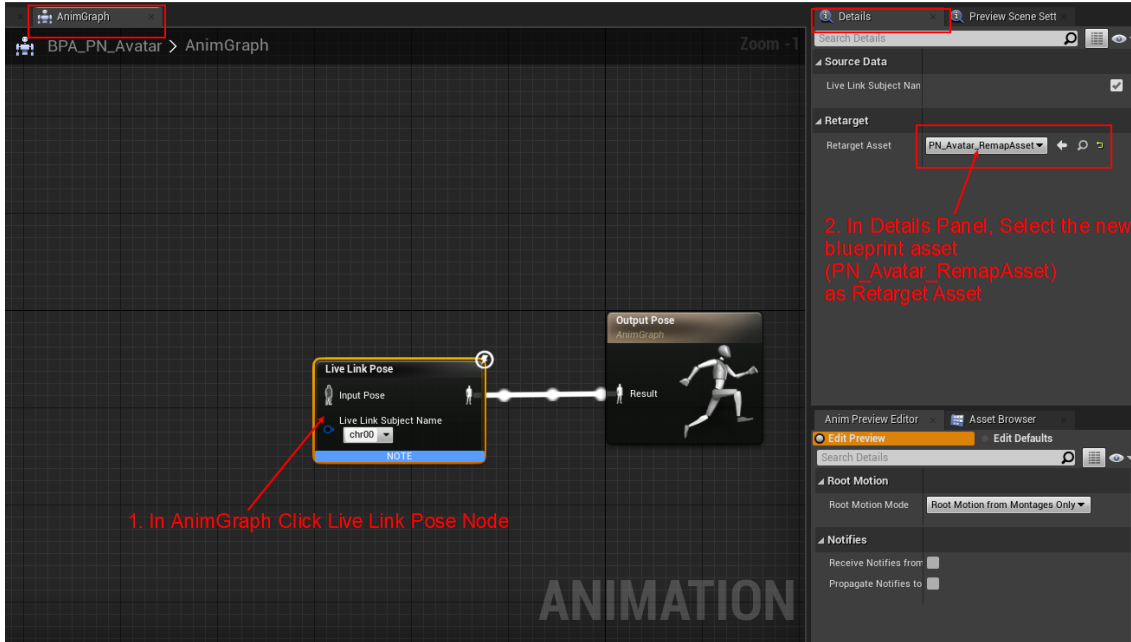 AnimGraph
BPA_PN_Avatar > AnimGraph
Zoom -1
Live Link Pose
Input Pose
Live Link Subject Name
chr00
NOTE
Output Pose
AnimGraph
Result
1. In AnimGraph Click Live Link Pose Node
ANIMATION
Details
Preview Scene Sett
Search Details
Source Data
Live Link Subject Nan
Retarget
Retarget Asset
PN_Avatar_RemapAsset
2. In Details Panel, Select the new
blueprint asset
(PN_Avatar_RemapAsset)
as Retarget Asset
Anim Preview Editor
Asset Browser
Edit Preview
Edit Defaults
Search Details
Root Motion
Root Motion Mode
Root Motion from Montages Only
Notifies
Receive Notifies from
Propagate Notifies to